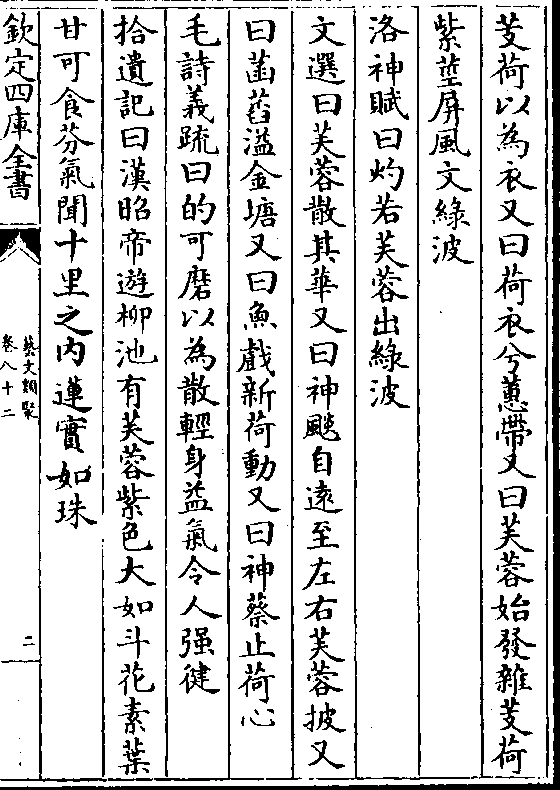 芰荷以為衣又曰荷衣兮蕙帶又曰芙蓉始發雜芰荷
紫莖屏風文綠波
洛神賦曰灼若芙蓉出綠波
文選曰芙蓉散其華又曰神飈自逺至左右芙蓉披又
曰菡萏溢金塘又曰魚戲新荷動又曰神蔡止荷心
毛詩義疏曰的可磨以為散輕身益氣令人强健
拾遺記曰漢昭帝遊柳池有芙蓉紫色大如斗花素葉
甘可食芬氣聞十里之内蓮實如珠
欽定四庫全書
藝文類聚
卷八十二
二